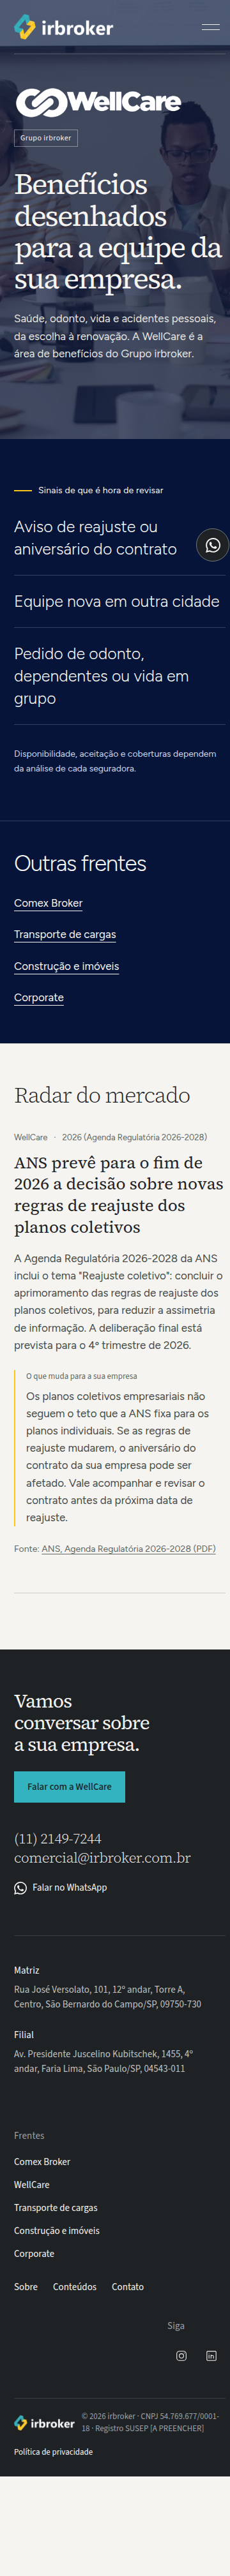 irbroker
WellCare
Grupo irbroker
Benefícios
desenhados
para a equipe da
sua empresa.
Saúde, odonto, vida e acidentes pessoais,
da escolha à renovação. A WellCare é a
área de benefícios do Grupo irbroker.
Sinais de que é hora de revisar
Aviso de reajuste ou
aniversário do contrato
Equipe nova em outra cidade
Pedido de odonto,
dependentes ou vida em
grupo
Disponibilidade, aceitação e coberturas dependem
da análise de cada seguradora.
Outras frentes
Comex Broker
Transporte de cargas
Construção e imóveis
Corporate
Radar do mercado
WellCare · 2026 (Agenda Regulatória 2026-2028)
ANS prevê para o fim de
2026 a decisão sobre novas
regras de reajuste dos
planos coletivos
A Agenda Regulatória 2026-2028 da ANS
inclui o tema "Reajuste coletivo": concluir o
aprimoramento das regras de reajuste dos
planos coletivos, para reduzir a assimetria
de informação. A deliberação final está
prevista para o 4º trimestre de 2026.
O que muda para a sua empresa
Os planos coletivos empresariais não
seguem o teto que a ANS fixa para os
planos individuais. Se as regras de
reajuste mudarem, o aniversário do
contrato da sua empresa pode ser
afetado. Vale acompanhar e revisar o
contrato antes da próxima data de
reajuste.
Fonte: ANS, Agenda Regulatória 2026-2028 (PDF)
Vamos
conversar sobre
a sua empresa.
Falar com a WellCare
(11) 2149-7244
comercial@irbroker.com.br
Falar no WhatsApp
Matriz
Rua José Versolato, 101, 12º andar, Torre A,
Centro, São Bernardo do Campo/SP, 09750-730
Filial
Av. Presidente Juscelino Kubitschek, 1455, 4º
andar, Faria Lima, São Paulo/SP, 04543-011
Frentes
Comex Broker
WellCare
Transporte de cargas
Construção e imóveis
Corporate
Sobre Conteúdos Contato
Siga
irbroker
© 2026 irbroker · CNPJ 54.769.677/0001-
18 · Registro SUSEP [A PREENCHER]
Política de privacidade